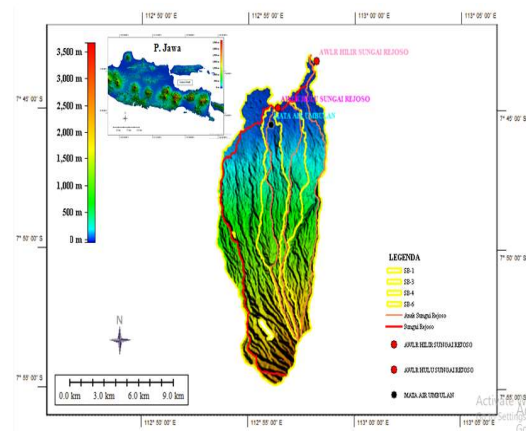 112° 50' 00" E
112° 55' 00" E
113° 00' 00" E
113° 05' 00" E
3,500 m
3,000 m
2,500 m
2,000 m
1,500 m
1,000 m
500 m
0 m
P. Jawa
AWLR HILIR SUNGAI REJOSO
AWLR HULU SUNGAI REJOSO
MATA AIR UMBULAN
7° 45' 00" S
7° 45' 00" S
7° 50' 00" S
7° 50' 00" S
7° 55' 00" S
7° 55' 00" S
LEGENDA
SB-1
SB-3
SB-4
SB-6
Anak Sungai Rejoso
Sungai Rejoso
AWLR HILIR SUNGAI REJOSO
AWLR HULU SUNGAI REJOSO
MATA AIR UMBULAN
N
0.0 km 3.0 km 6.0 km 9.0 km
112° 50' 00" E
112° 55' 00" E
113° 00' 00" E
113° 05' 00" E
Activate W
Settings